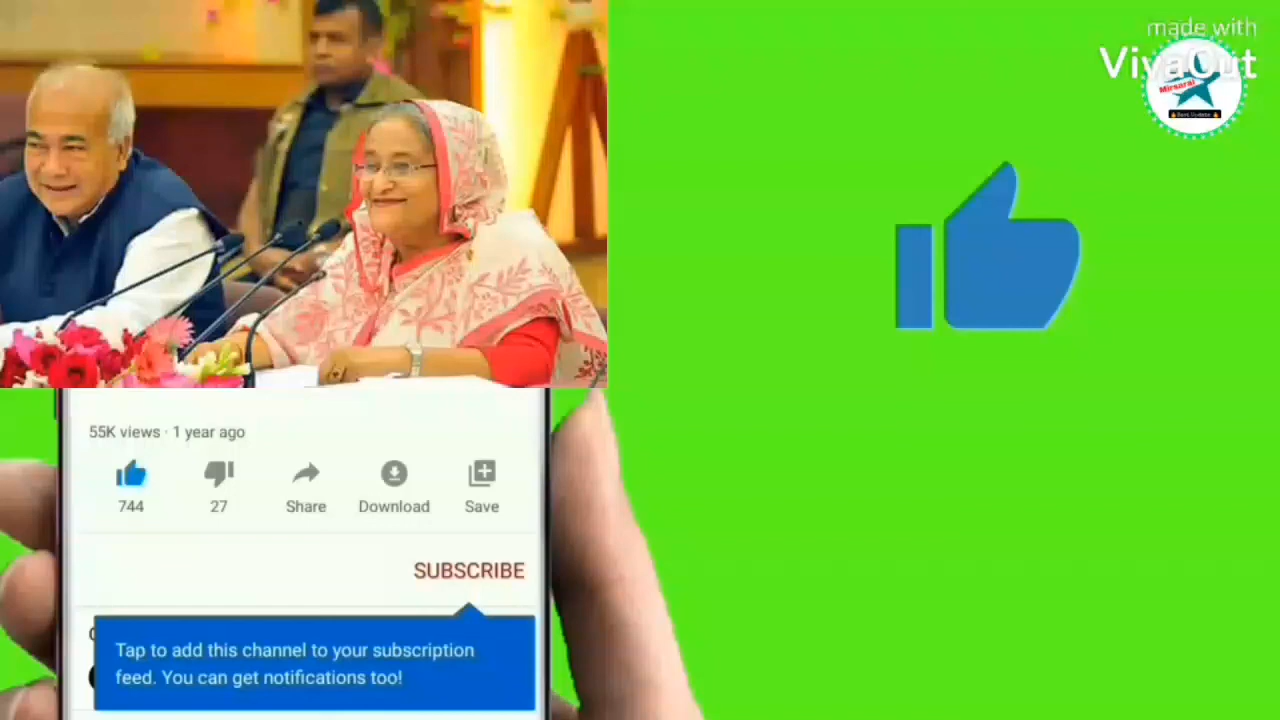 made with
VivaCut
Mirsarai
55K views · 1 year ago
744
27
Share
Download
Save
SUBSCRIBE
Tap to add this channel to your subscription
feed. You can get notifications too!